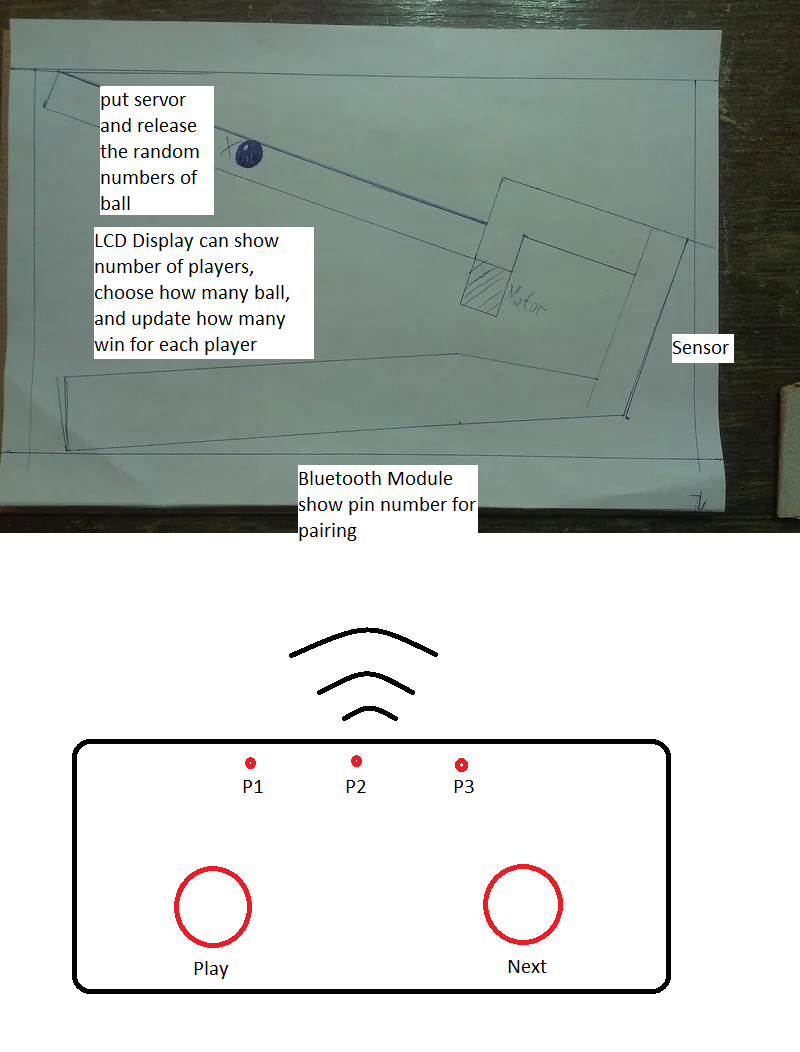 put servor
and release
the random
numbers of
ball
X
LCD Display can show
number of players,
choose how many ball,
and update how many
win for each player
Motor
Sensor
Bluetooth Module
show pin number for
pairing
P1 P2 P3
Play Next